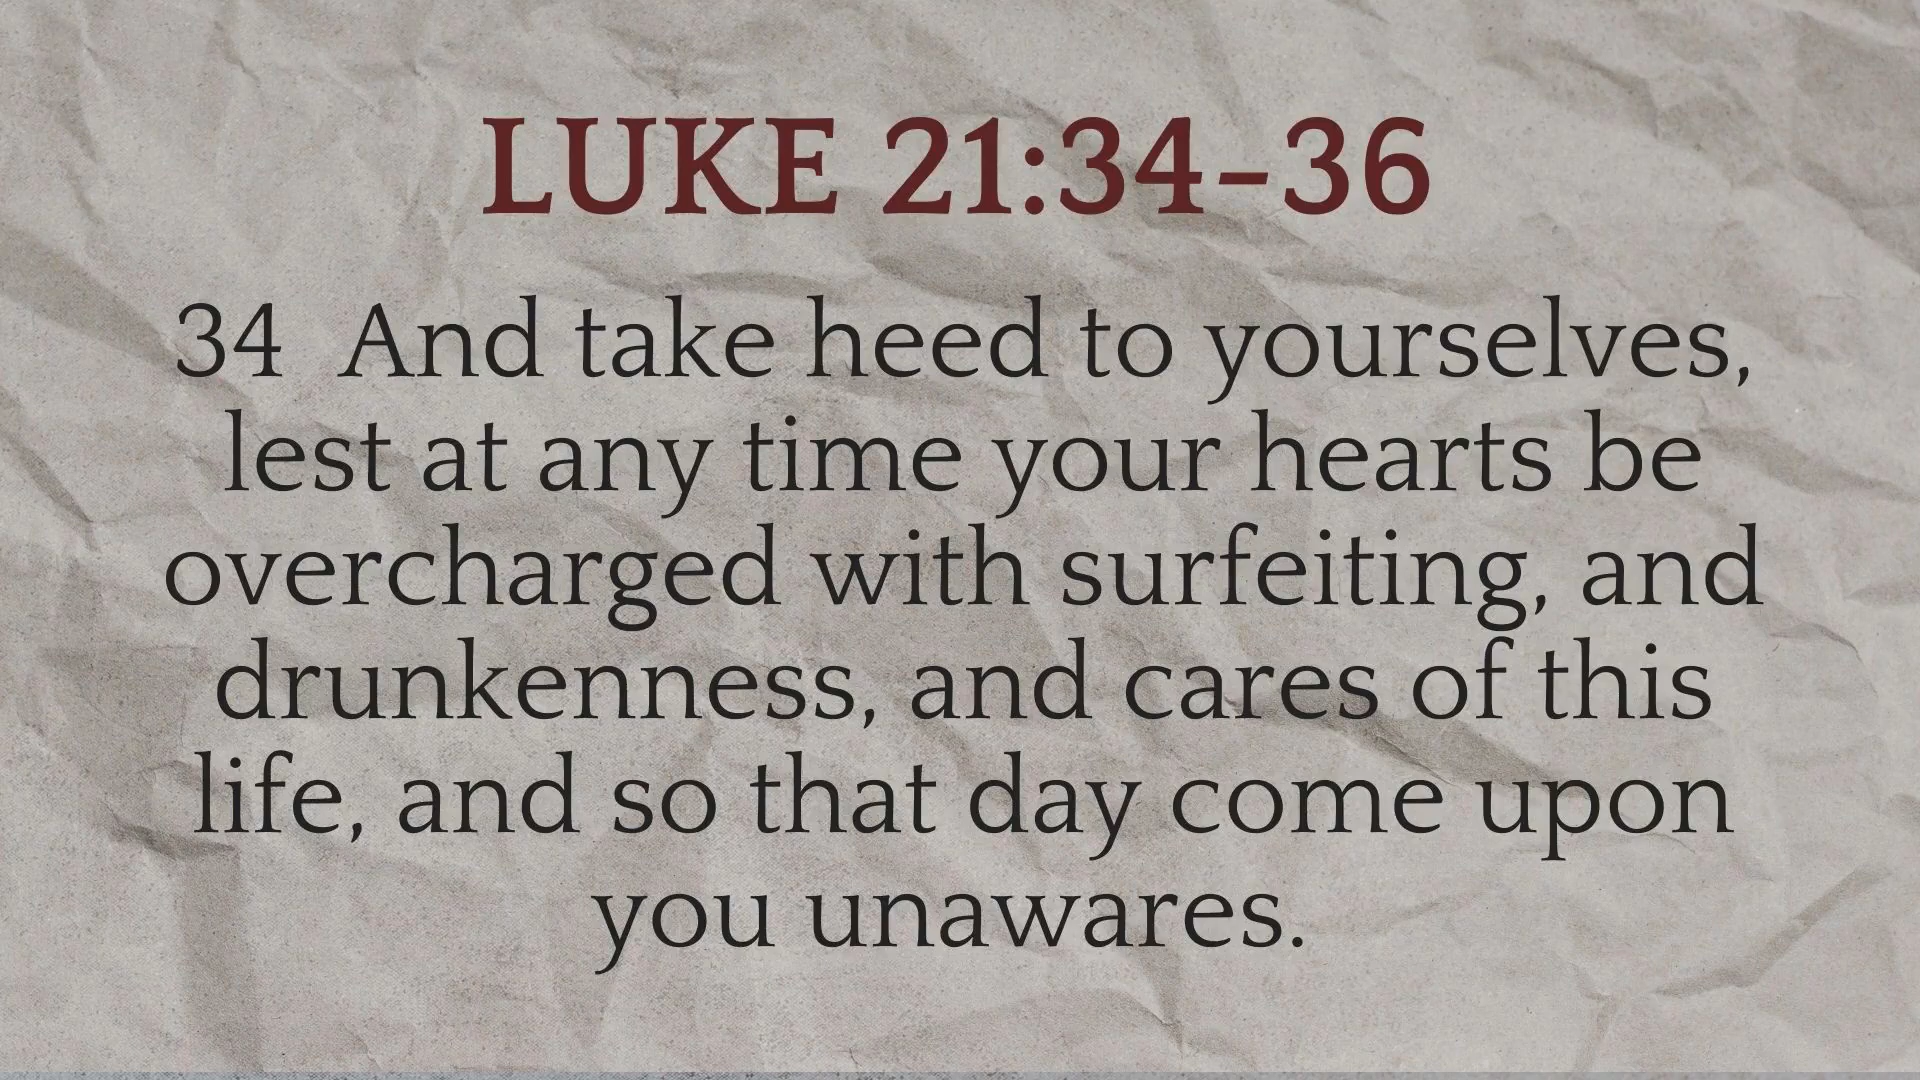 LUKE 21:34-36
34 And take heed to yourselves,
lest at any time your hearts be
overcharged with surfeiting, and
drunkenness, and cares of this
life, and so that day come upon
you unawares.